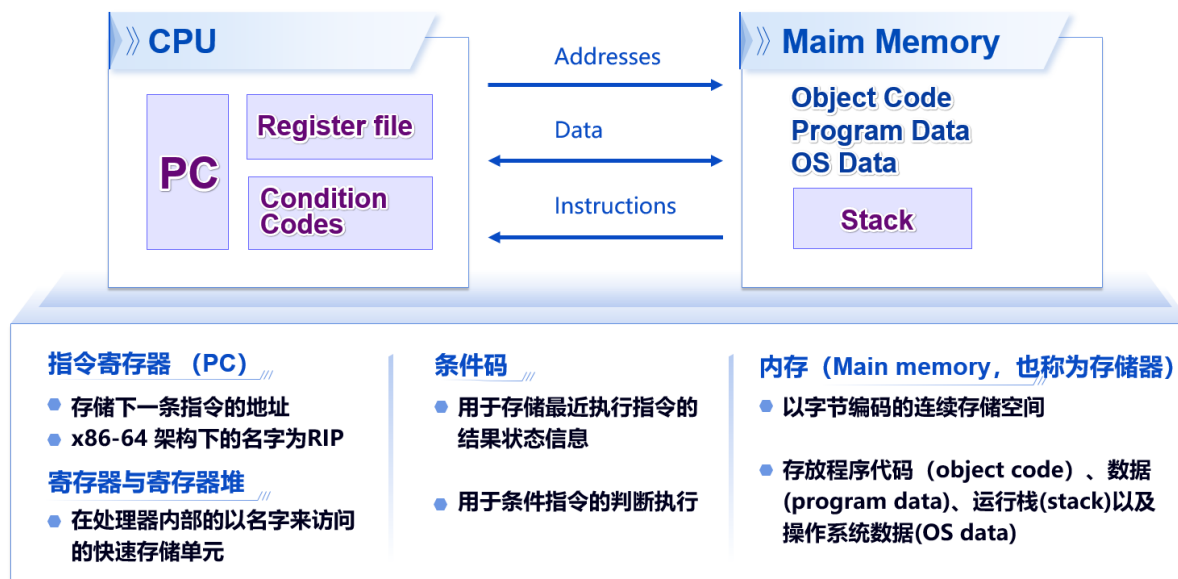 CPU
PC
Register file
Condition
Codes
Addresses
Data
Instructions
Maim Memory
Object Code
Program Data
OS Data
Stack
指令寄存器 （PC）
存储下一条指令的地址
x86-64 架构下的名字为RIP
寄存器与寄存器堆
在处理器内部的以名字来访问
的快速存储单元
条件码
用于存储最近执行指令的
结果状态信息
用于条件指令的判断执行
内存（Main memory，也称为存储器）
以字节编码的连续存储空间
存放程序代码（object code）、数据
(program data)、运行栈(stack)以及
操作系统数据(OS data)